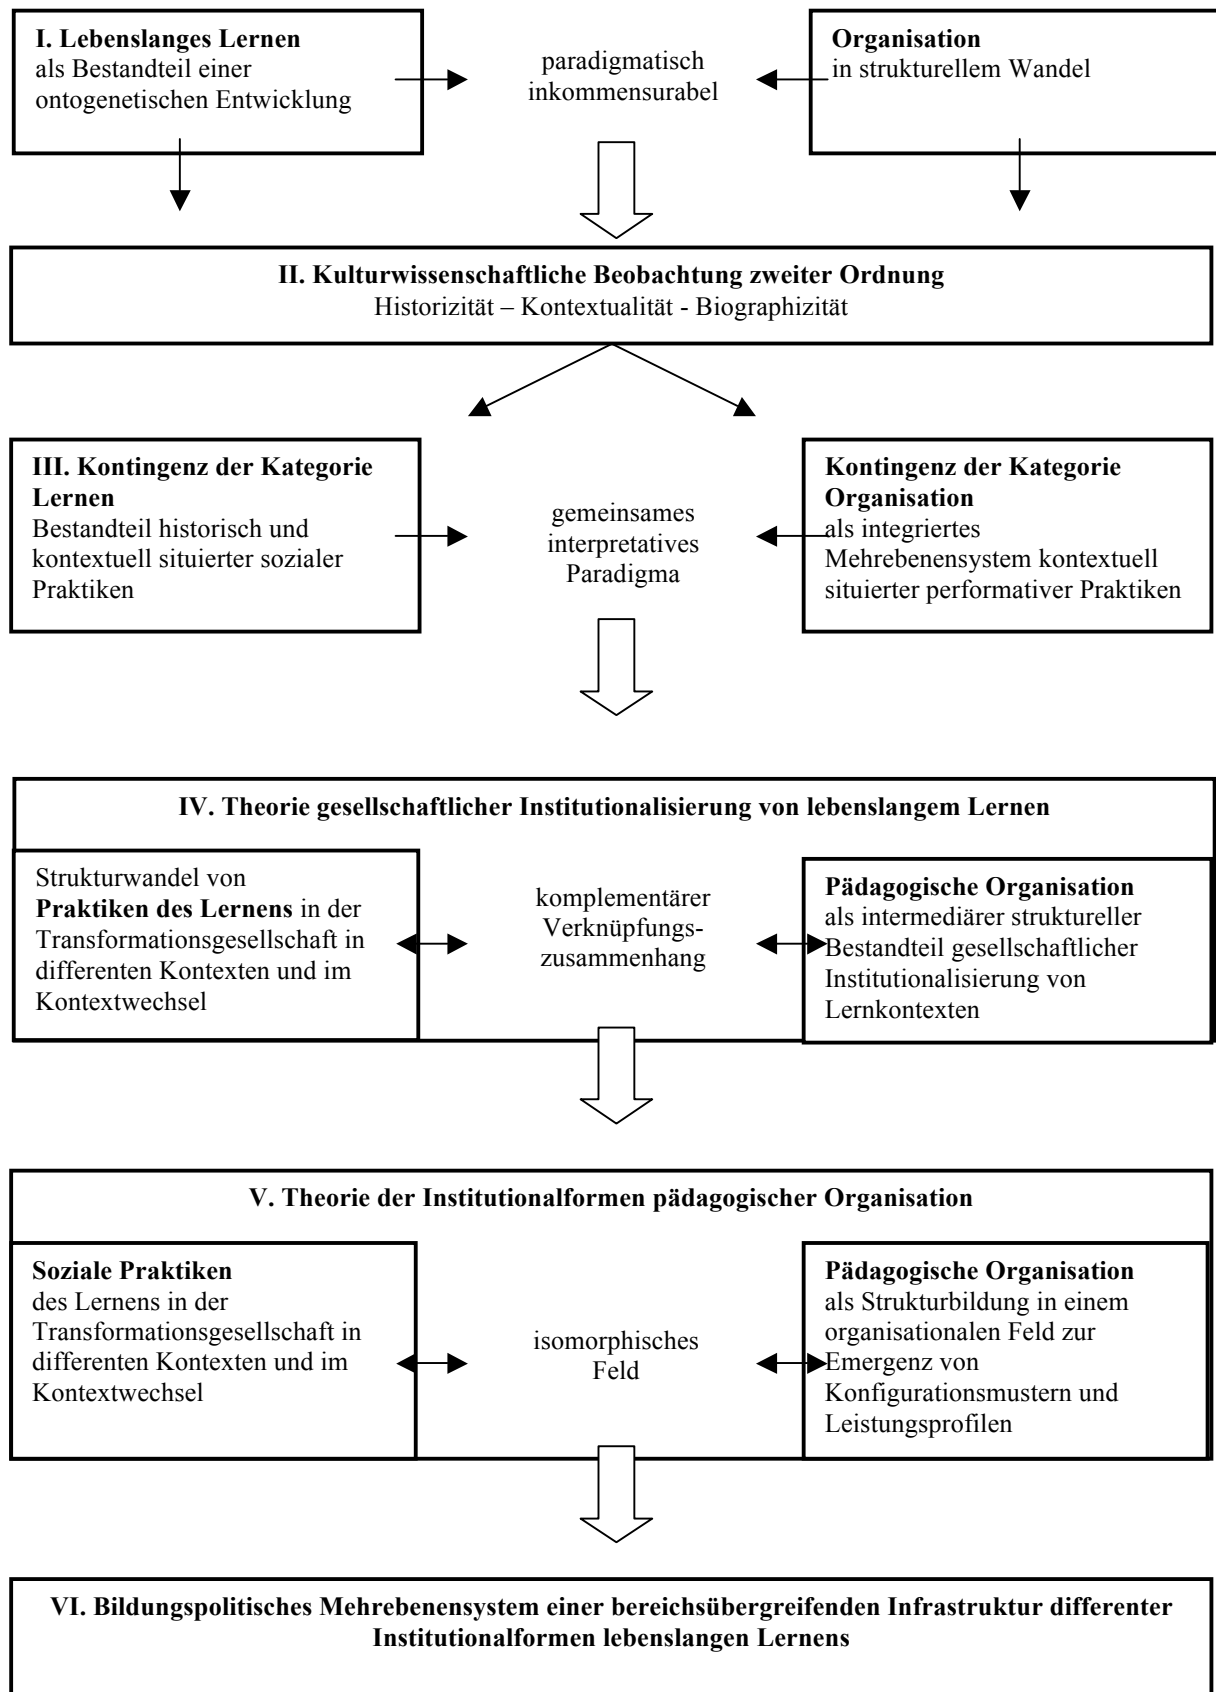 I. Lebenslanges Lernen
als Bestandteil einer
ontogenetischen Entwicklung
paradigmatisch
inkommensurabel
Organisation
in strukturellem Wandel
II. Kulturwissenschaftliche Beobachtung zweiter Ordnung
Historizität – Kontextualität - Biographizität
III. Kontingenz der Kategorie
Lernen
Bestandteil historisch und
kontextuell situierter sozialer
Praktiken
gemeinsames
interpretatives
Paradigma
Kontingenz der Kategorie
Organisation
als integriertes
Mehrebenensystem kontextuell
situierter performativer Praktiken
IV. Theorie gesellschaftlicher Institutionalisierung von lebenslangem Lernen
Strukturwandel von
Praktiken des Lernens in der
Transformationsgesellschaft in
differenten Kontexten und im
Kontextwechsel
komplementärer
Verknüpfungs-
zusammenhang
Pädagogische Organisation
als intermediärer struktureller
Bestandteil gesellschaftlicher
Institutionalisierung von
Lernkontexten
V. Theorie der Institutionalformen pädagogischer Organisation
Soziale Praktiken
des Lernens in der
Transformationsgesellschaft in
differenten Kontexten und im
Kontextwechsel
isomorphisches
Feld
Pädagogische Organisation
als Strukturbildung in einem
organisationalen Feld zur
Emergenz von
Konfigurationsmustern und
Leistungsprofilen
VI. Bildungspolitisches Mehrebenensystem einer bereichsübergreifenden Infrastruktur differenter
Institutionalformen lebenslangen Lernens